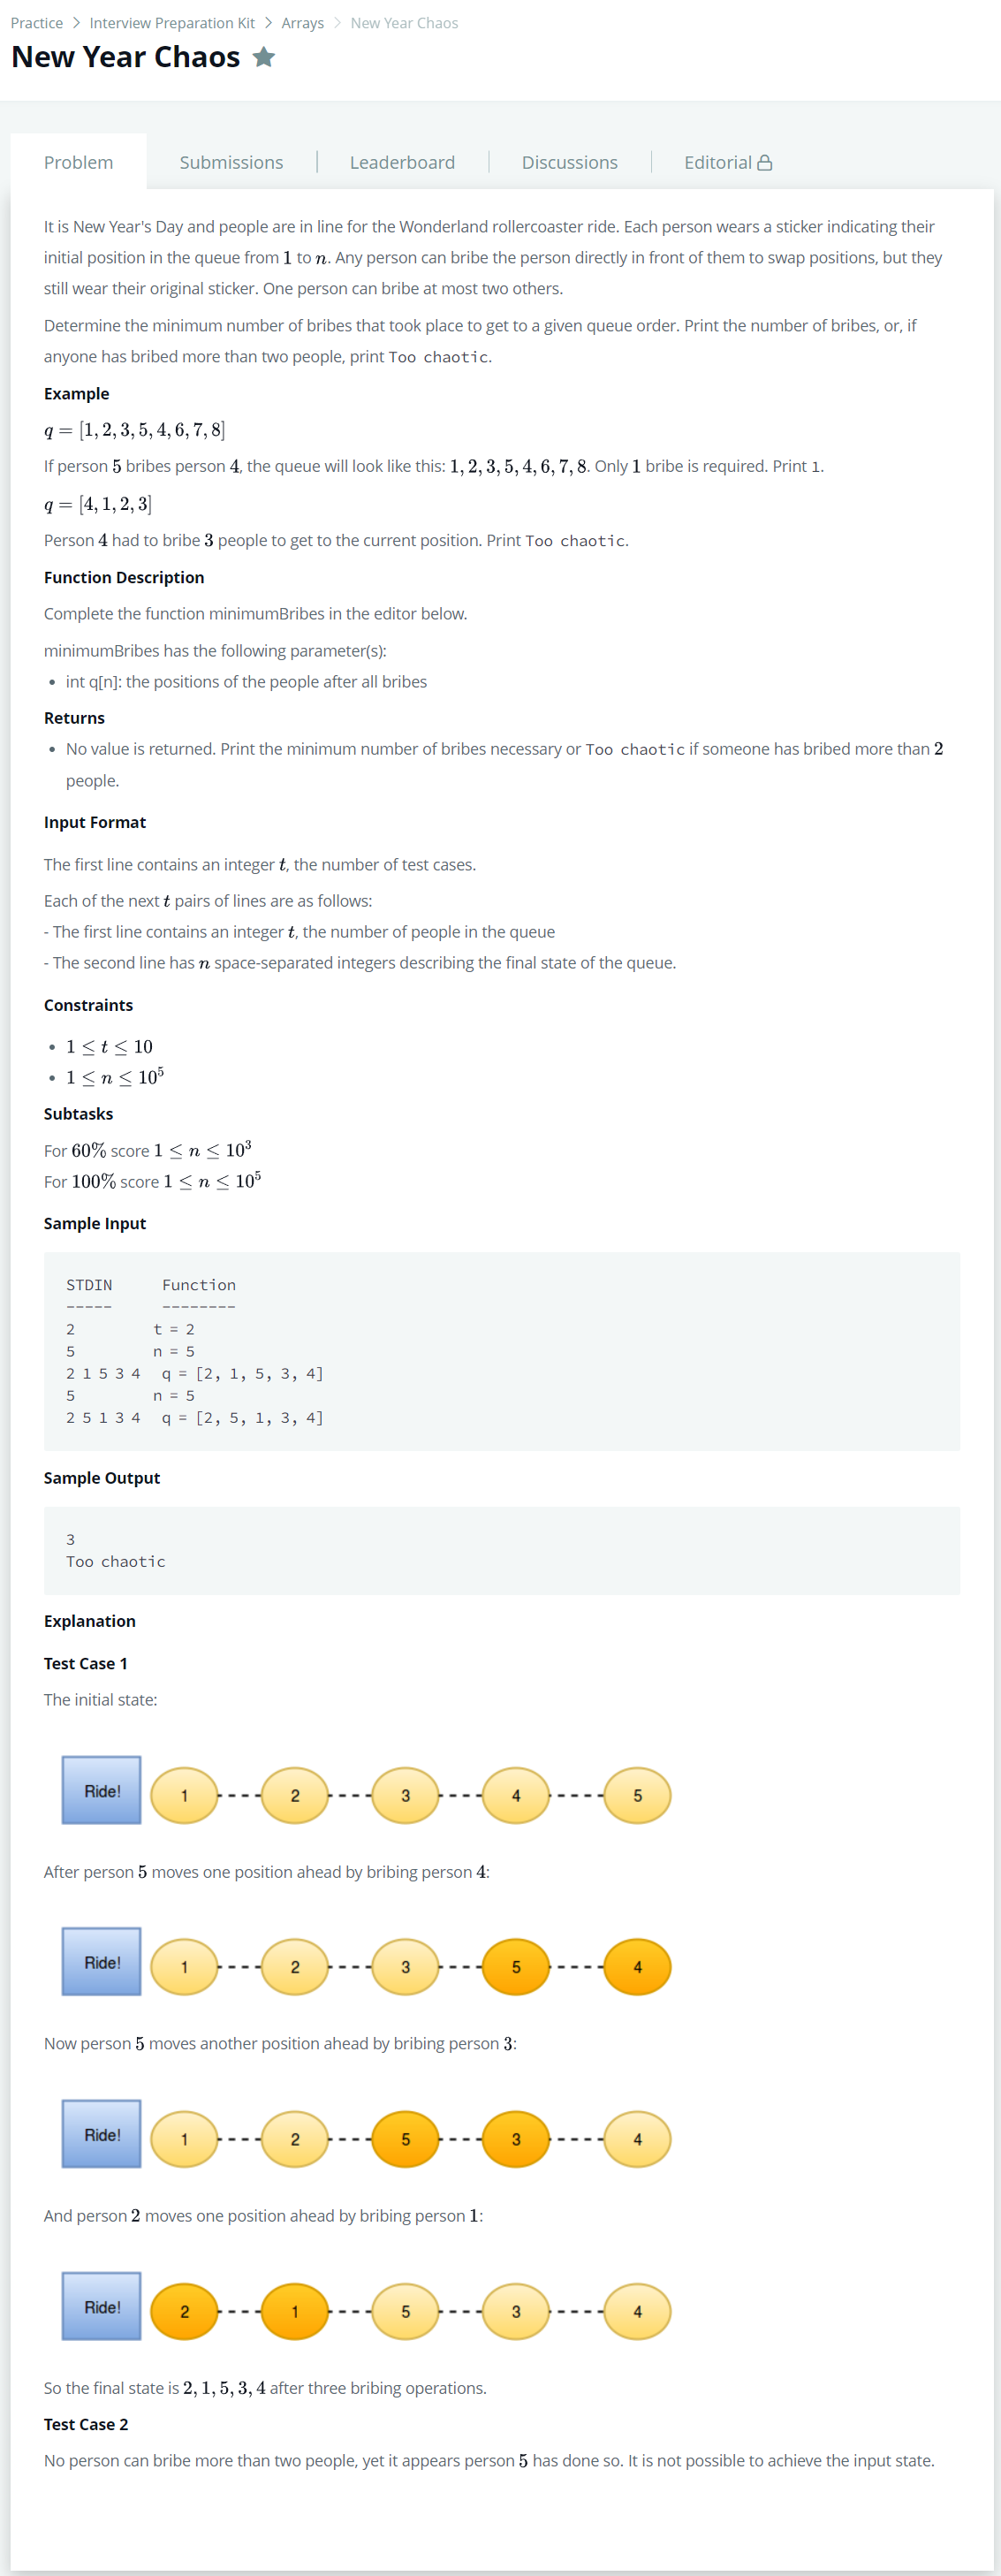 Practice > Interview Preparation Kit > Arrays > New Year Chaos
New Year Chaos
Problem
Submissions
Leaderboard
Discussions
Editorial
It is New Year's Day and people are in line for the Wonderland rollercoaster ride. Each person wears a sticker indicating their
initial position in the queue from 1 to n. Any person can bribe the person directly in front of them to swap positions, but they
still wear their original sticker. One person can bribe at most two others.
Determine the minimum number of bribes that took place to get to a given queue order. Print the number of bribes, or, if
anyone has bribed more than two people, print Too chaotic.
Example
q = [1, 2, 3, 5, 4, 6, 7, 8]
If person 5 bribes person 4, the queue will look like this: 1, 2, 3, 5, 4, 6, 7, 8. Only 1 bribe is required. Print 1.
q = [4, 1, 2, 3]
Person 4 had to bribe 3 people to get to the current position. Print Too chaotic.
Function Description
Complete the function minimumBribes in the editor below.
minimumBribes has the following parameter(s):
• int q[n]: the positions of the people after all bribes
Returns
• No value is returned. Print the minimum number of bribes necessary or Too chaotic if someone has bribed more than 2
people.
Input Format
The first line contains an integer t, the number of test cases.
Each of the next t pairs of lines are as follows:
- The first line contains an integer t, the number of people in the queue
- The second line has n space-separated integers describing the final state of the queue.
Constraints
• 1 ≤ t ≤ 10
• 1 ≤ n ≤ 10⁵
Subtasks
For 60% score 1 ≤ n ≤ 10³
For 100% score 1 ≤ n ≤ 10⁵
Sample Input
STDIN Function
----- --------
2 t = 2
5 n = 5
2 1 5 3 4 q = [2, 1, 5, 3, 4]
5 n = 5
2 5 1 3 4 q = [2, 5, 1, 3, 4]
Sample Output
3
Too chaotic
Explanation
Test Case 1
The initial state:
Ride! 1 2 3 4 5
After person 5 moves one position ahead by bribing person 4:
Ride! 1 2 3 5 4
Now person 5 moves another position ahead by bribing person 3:
Ride! 1 2 5 3 4
And person 2 moves one position ahead by bribing person 1:
Ride! 2 1 5 3 4
So the final state is 2, 1, 5, 3, 4 after three bribing operations.
Test Case 2
No person can bribe more than two people, yet it appears person 5 has done so. It is not possible to achieve the input state.